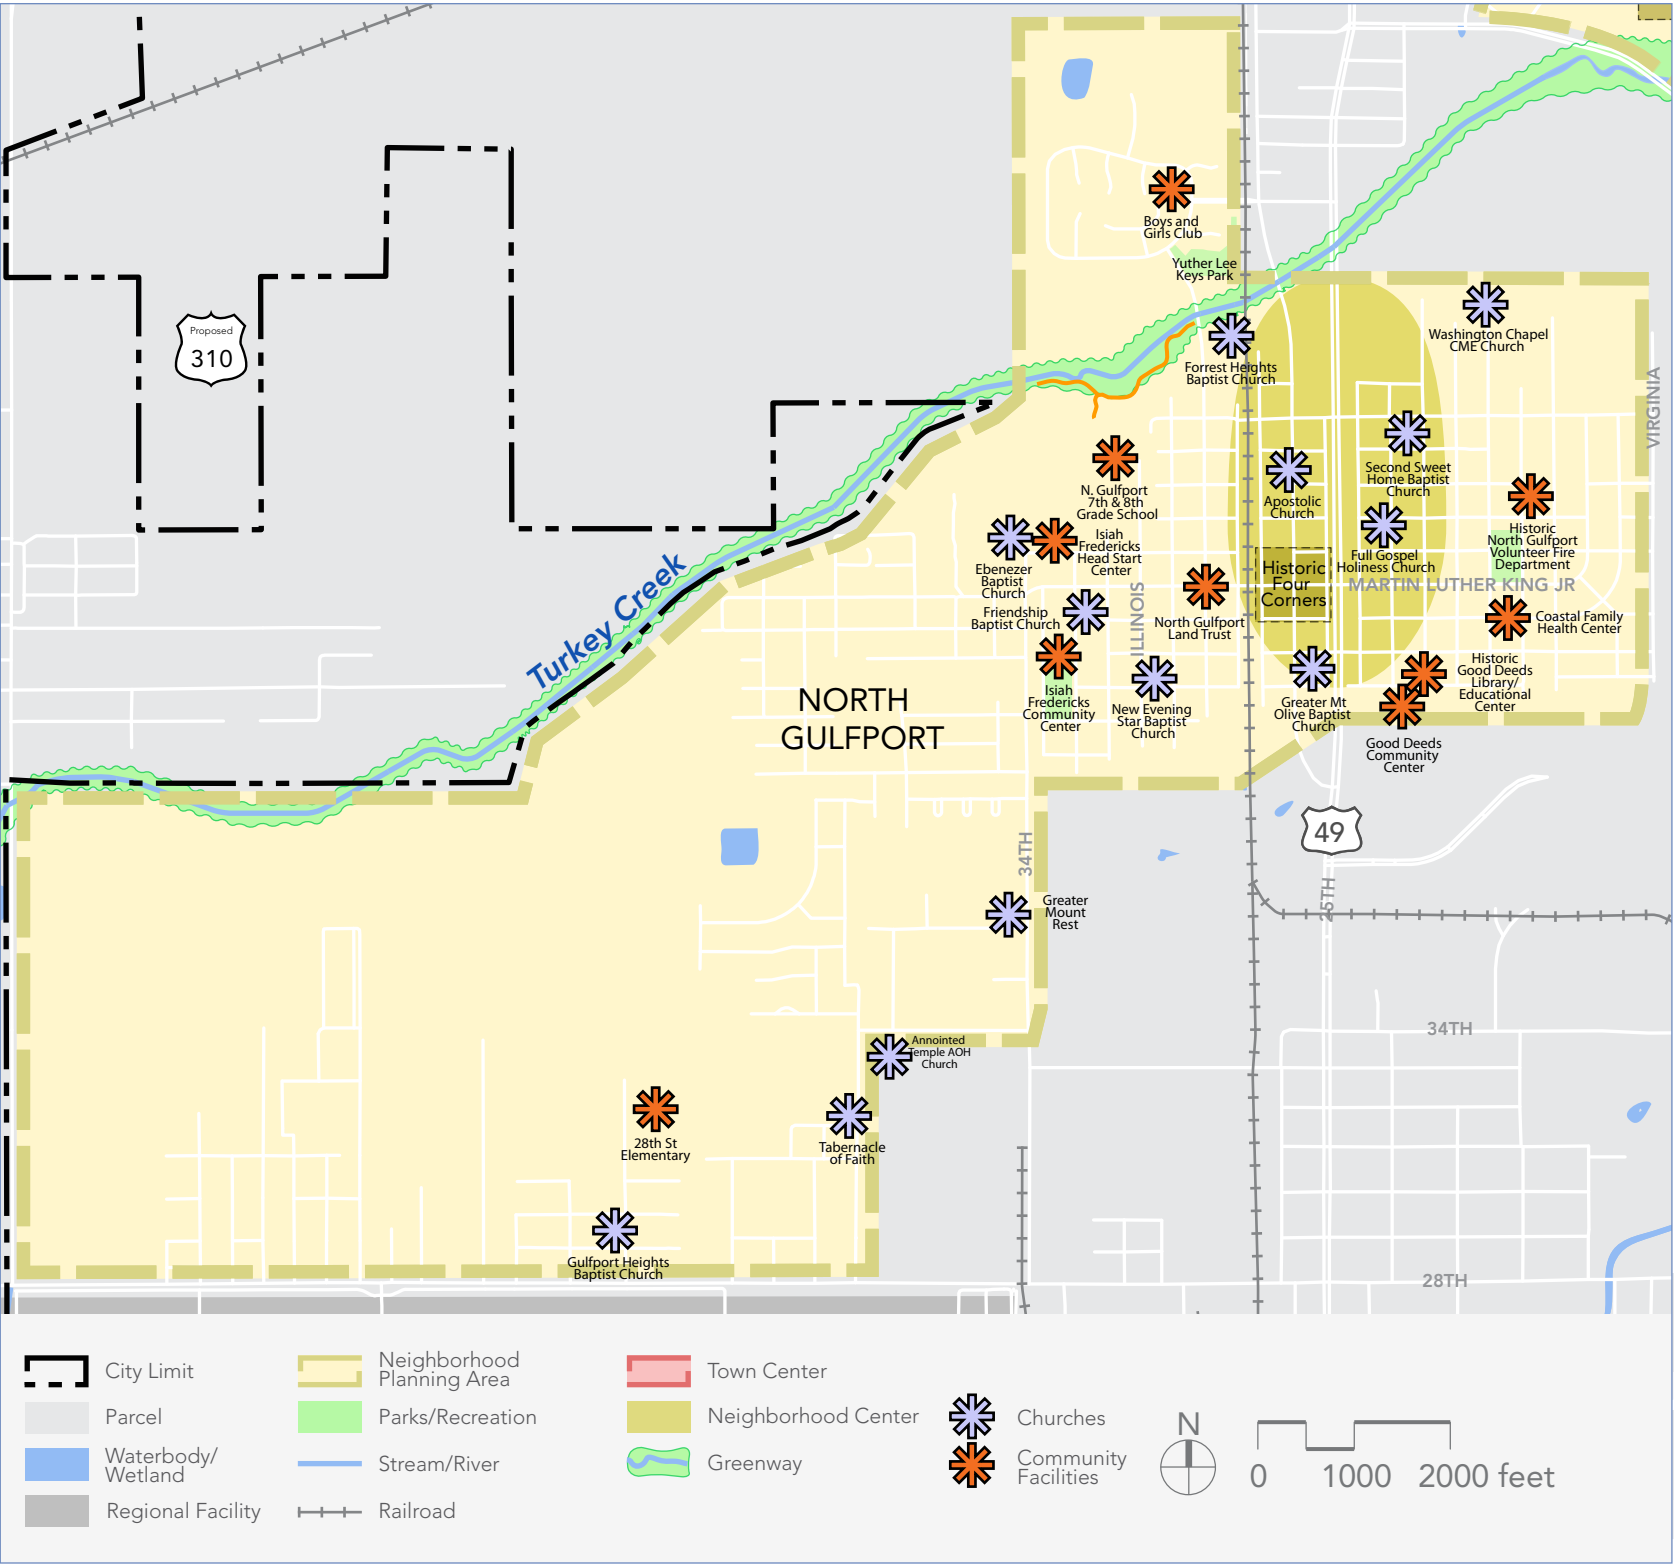 Boys and
Girls Club
Yuther Lee
Keys Park
Proposed
310
Washington Chapel
CME Church
Forrest Heights
Baptist Church
VIRGINIA
N. Gulfport
7th & 8th
Grade School
Apostolic
Church
Second Sweet
Home Baptist
Church
Historic
North Gulfport
Volunteer Fire
Department
Ebenezer
Baptist
Church
Isiah
Fredericks
Head Start
Center
Full Gospel
Holiness Church
Historic
Four
Corners
MARTIN LUTHER KING JR
Turkey Creek
Friendship
Baptist Church
ILLINOIS
North Gulfport
Land Trust
Coastal Family
Health Center
Isiah
Fredericks
Community
Center
New Evening
Star Baptist
Church
Greater Mt
Olive Baptist
Church
Historic
Good Deeds
Library/
Educational
Center
Good Deeds
Community
Center
NORTH
GULFPORT
34TH
49
25TH
Greater
Mount
Rest
34TH
Annointed
Temple AOH
Church
28th St
Elementary
Tabernacle
of Faith
Gulfport Heights
Baptist Church
28TH
City Limit
Parcel
Waterbody/
Wetland
Regional Facility
Neighborhood
Planning Area
Parks/Recreation
Stream/River
Railroad
Town Center
Neighborhood Center
Greenway
Churches
Community
Facilities
N
0 1000 2000 feet